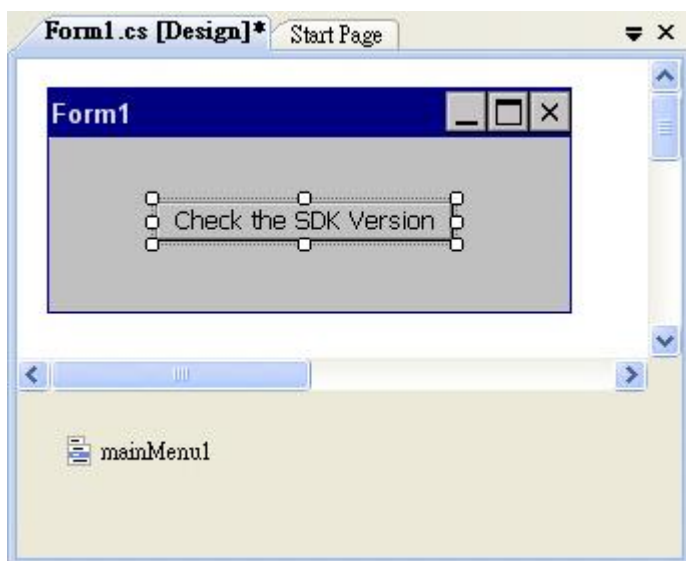 Form1.cs [Design]* Start Page
Form1
Check the SDK Version
mainMenu1